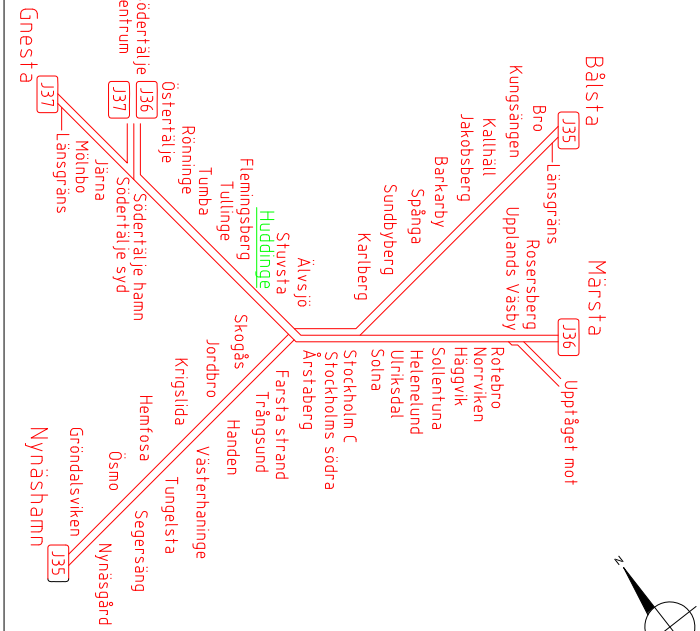 Bålsta
J35
Länsgräns
Bro
Kungsängen
Kallhäll
Jakobsberg
Barkarby
Spånga
Sundbyberg
Karlberg
Märsta
J36
Upptåget mot
Rosersberg
Upplands Väsby
Rotebro
Norrviken
Häggvik
Sollentuna
Helenelund
Ulriksdal
Solna
Stockholm C
Stockholms södra
Årstaberg
Älvsjö
Stuvsta
Huddinge
Flemingsberg
Tullinge
Tumba
Rönninge
Östertälje
ödertälje
entrum
J36
J37
Södertälje hamn
Södertälje syd
Järna
Mölnbo
Länsgräns
J37
Gnesta
Farsta strand
Trångsund
Skogås
Handen
Jordbro
Västerhaninge
Krigslida
Tungelsta
Hemfosa
Segersäng
Ösmo
Nynäsgård
Gröndalsviken
Nynäshamn
J35
N